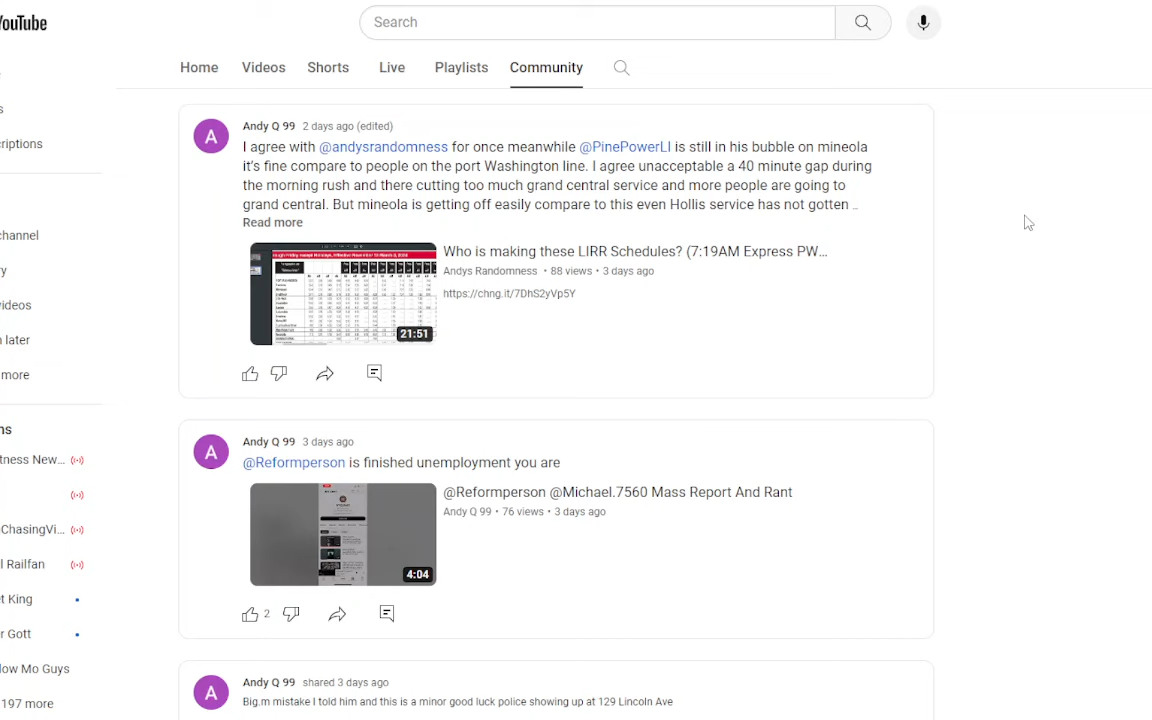 YouTube
Search
Home Videos Shorts Live Playlists Community
criptions
channel
videos
later
more
tness New...
ChasingVi...
l Railfan
t King
r Gott
low Mo Guys
197 more
A
Andy Q 99 2 days ago (edited)
I agree with @andysrandomness for once meanwhile @PinePowerLI is still in his bubble on mineola
it's fine compare to people on the port Washington line. I agree unacceptable a 40 minute gap during
the morning rush and there cutting too much grand central service and more people are going to
grand central. But mineola is getting off easily compare to this even Hollis service has not gotten ...
Read more
21:51
Who is making these LIRR Schedules? (7:19AM Express PW...
Andys Randomness • 88 views • 3 days ago
https://chng.it/7DhS2yVp5Y
A
Andy Q 99 3 days ago
@Reformperson is finished unemployment you are
4:04
@Reformperson @Michael.7560 Mass Report And Rant
Andy Q 99 • 76 views • 3 days ago
2
A
Andy Q 99 shared 3 days ago
Big.m mistake I told him and this is a minor good luck police showing up at 129 Lincoln Ave